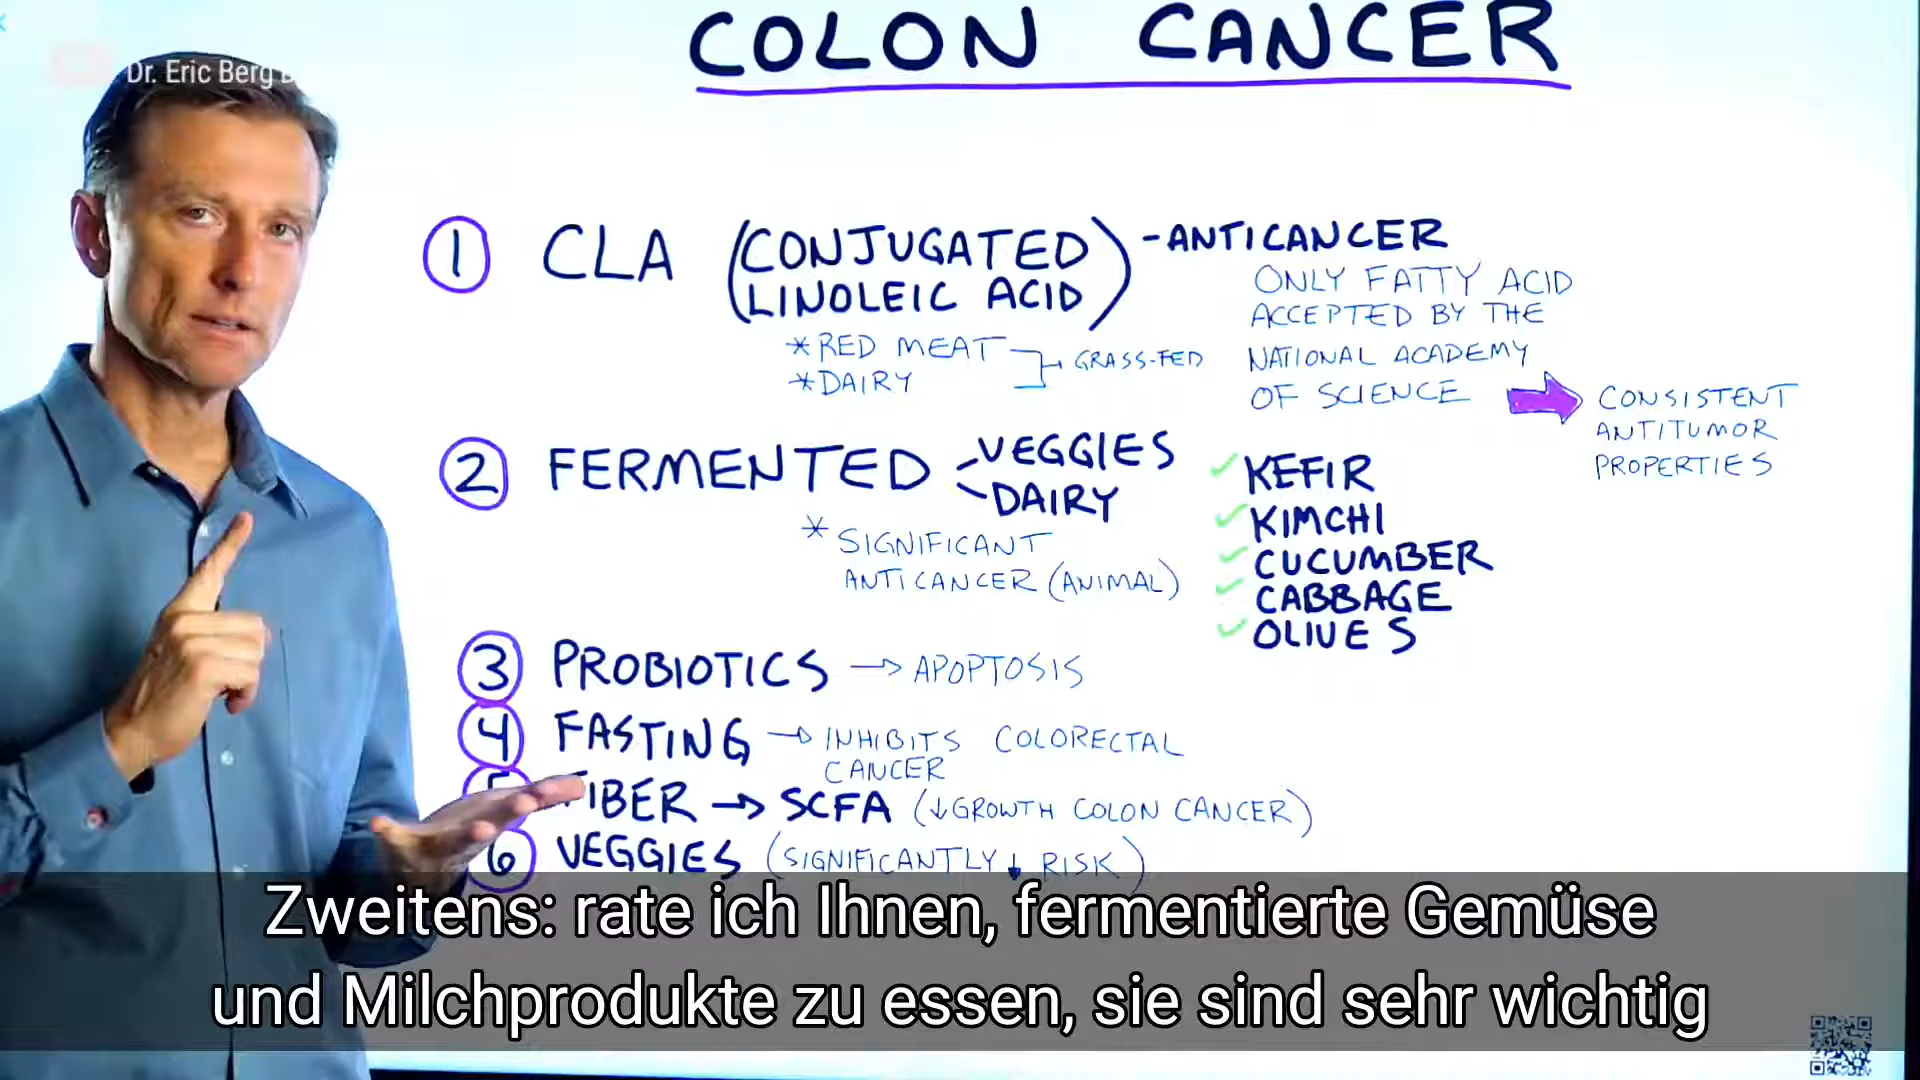 COLON CANCER
Dr. Eric Berg
1 CLA (CONJUGATED LINOLEIC ACID) -ANTICANCER
ONLY FATTY ACID
ACCEPTED BY THE
NATIONAL ACADEMY
OF SCIENCE
CONSISTENT
ANTITUMOR
PROPERTIES
* RED MEAT
* DAIRY
GRASS-FED
2 FERMENTED
VEGGIES
DAIRY
* SIGNIFICANT
ANTICANCER (ANIMAL)
✓ KEFIR
✓ KIMCHI
✓ CUCUMBER
✓ CABBAGE
✓ OLIVES
3 PROBIOTICS → APOPTOSIS
4 FASTING → INHIBITS COLORECTAL
CANCER
FIBER → SCFA (↓GROWTH COLON CANCER)
6 VEGGIES (SIGNIFICANTLY ↓ RISK)
Zweitens: rate ich Ihnen, fermentierte Gemüse
und Milchprodukte zu essen, sie sind sehr wichtig